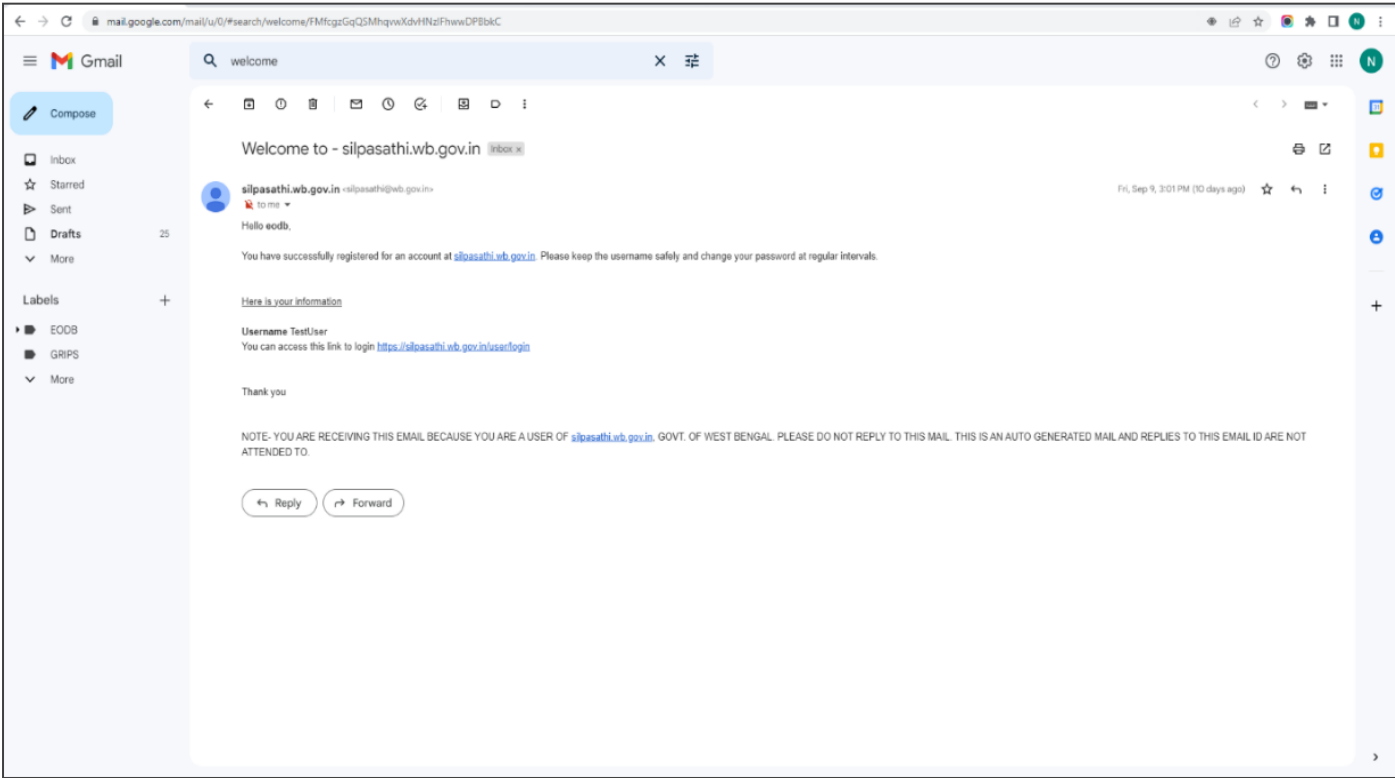 mail.google.com/mail/u/0/#search/welcome/FMfcgzGqQSMhqvwXdvHNzlFhwwDPBbkC
N
Gmail
welcome
N
Compose
Inbox
Starred
Sent
Drafts 25
More
Labels
EODB
GRIPS
More
Welcome to - silpasathi.wb.gov.in Inbox x
silpasathi.wb.gov.in <silpasathi@wb.gov.in> Fri, Sep 9, 3:01 PM (10 days ago)
to me
Hello eodb,
You have successfully registered for an account at silpasathi.wb.gov.in. Please keep the username safely and change your password at regular intervals.
Here is your information
Username TestUser
You can access this link to login https://silpasathi.wb.gov.in/user/login
Thank you
NOTE- YOU ARE RECEIVING THIS EMAIL BECAUSE YOU ARE A USER OF silpasathi.wb.gov.in, GOVT. OF WEST BENGAL. PLEASE DO NOT REPLY TO THIS MAIL. THIS IS AN AUTO GENERATED MAIL AND REPLIES TO THIS EMAIL ID ARE NOT
ATTENDED TO.
Reply Forward